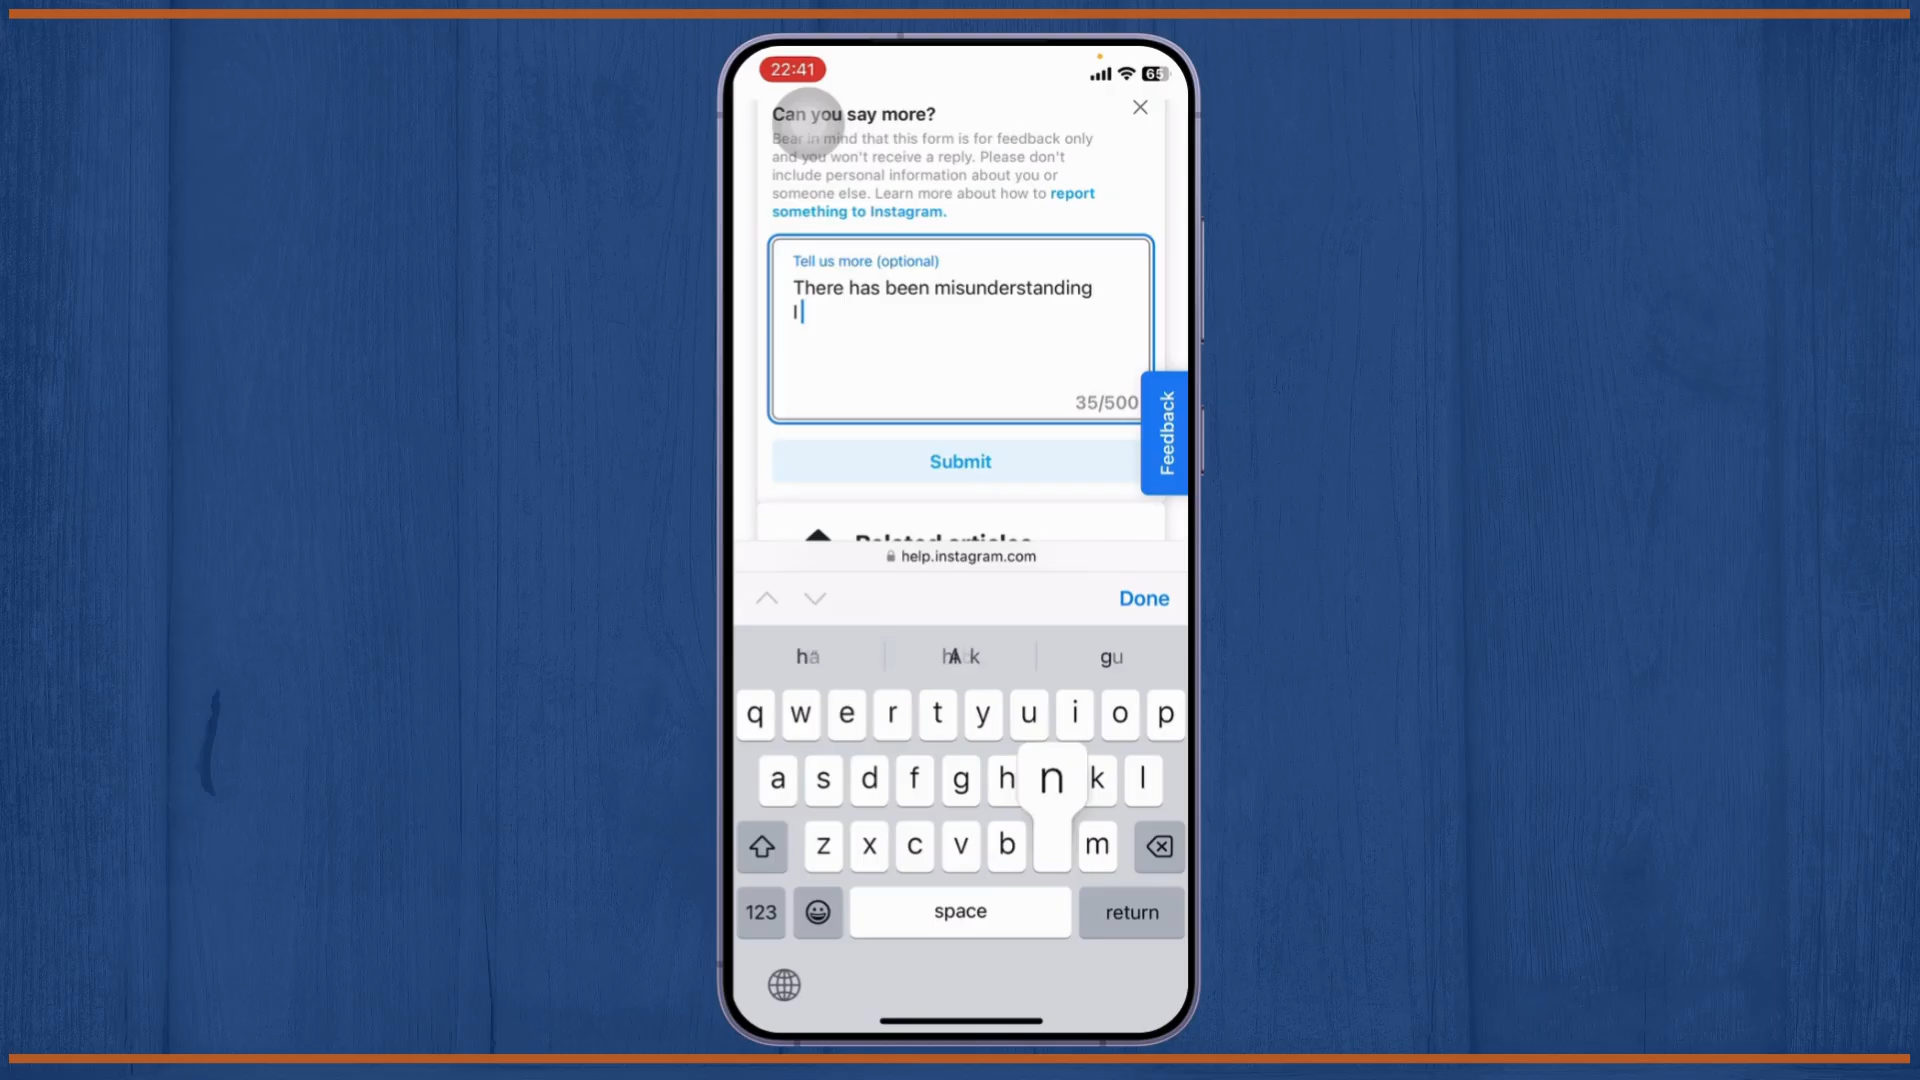 22:41
65
Can you say more?
Bear in mind that this form is for feedback only
and you won't receive a reply. Please don't
include personal information about you or
someone else. Learn more about how to report
something to Instagram.
Tell us more (optional)
There has been misunderstanding
I
35/500
Feedback
Submit
Related articles
help.instagram.com
Done
q w e r t y u i o p
a s d f g h n k l
z x c v b m
123
space
return